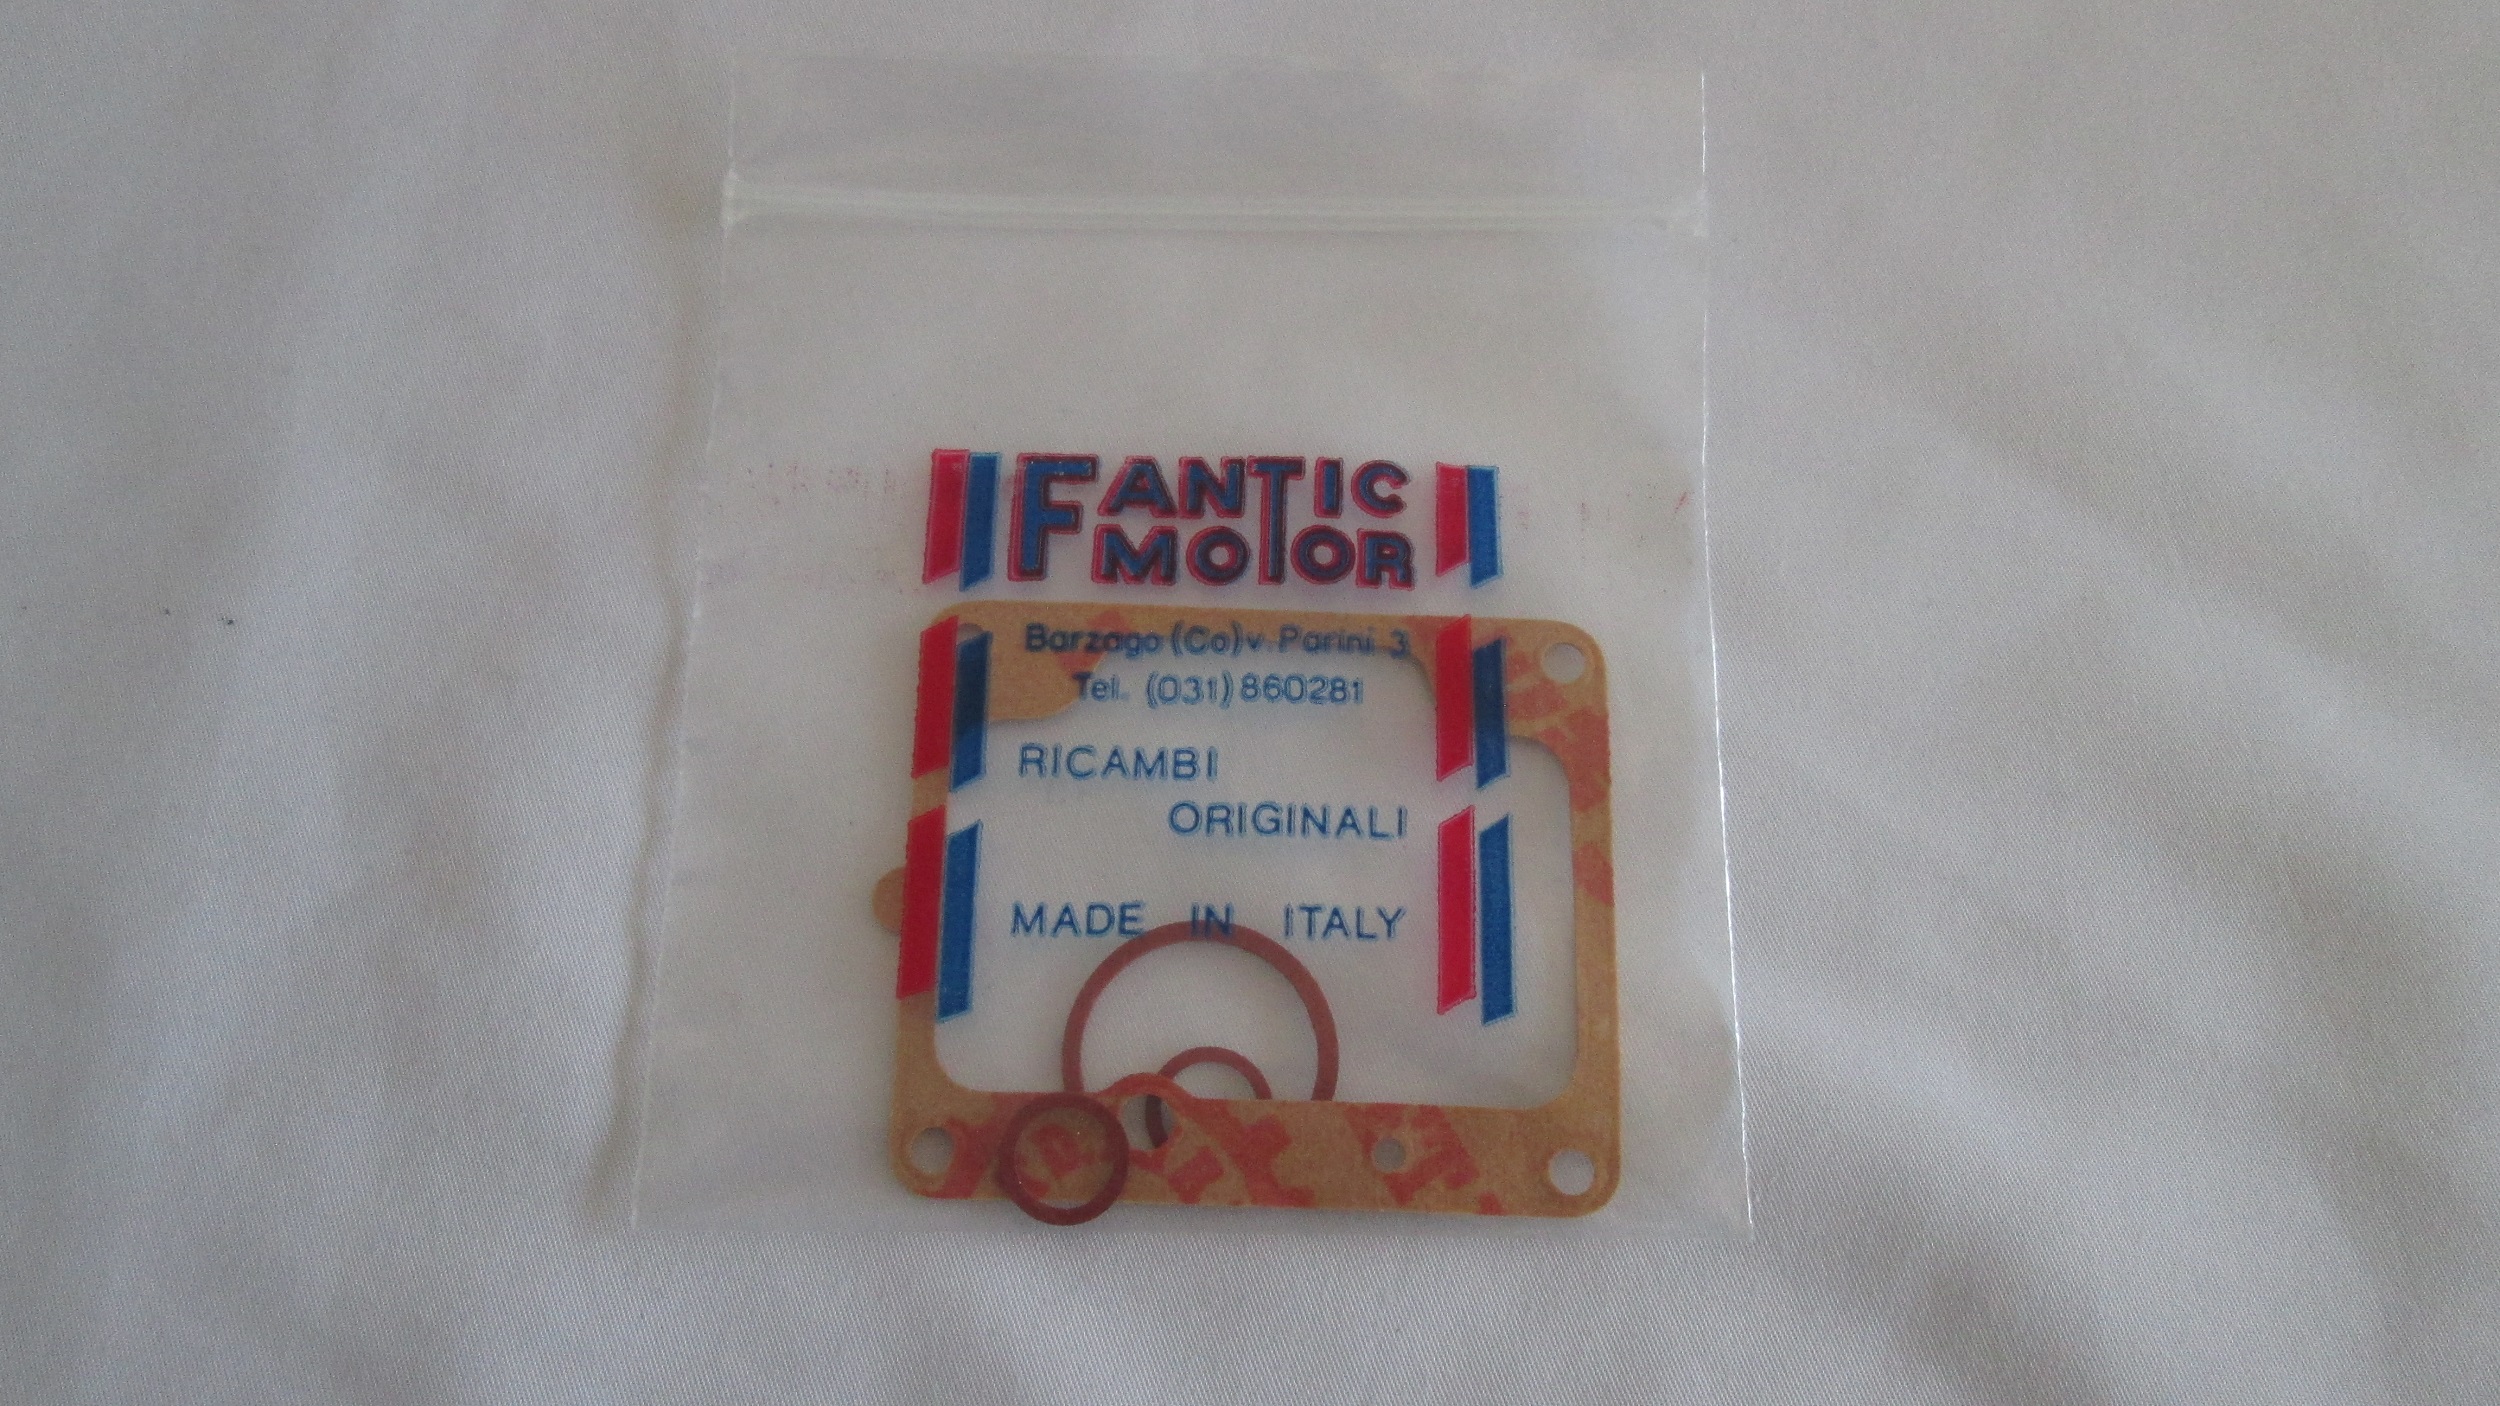 FANTIC
MOTOR
Barzago (Co) v. Parini 3
Tel. (031) 860281
RICAMBI
ORIGINALI
MADE IN ITALY